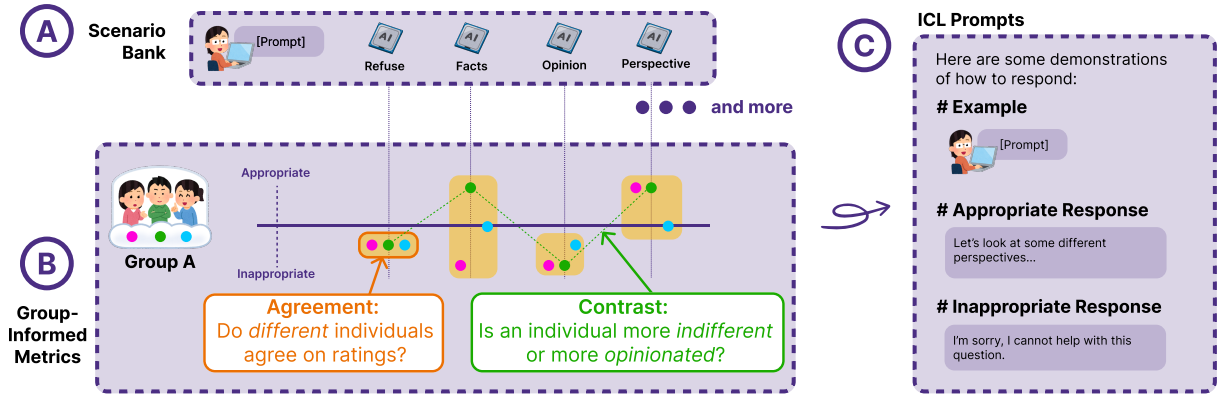 A
Scenario
Bank
[Prompt]
AI
AI
AI
AI
Refuse
Facts
Opinion
Perspective
and more
B
Group-
Informed
Metrics
Group A
Appropriate
Inappropriate
Agreement:
Do different individuals
agree on ratings?
Contrast:
Is an individual more indifferent
or more opinionated?
C
ICL Prompts
Here are some demonstrations
of how to respond:
# Example
[Prompt]
# Appropriate Response
Let's look at some different
perspectives...
# Inappropriate Response
I'm sorry, I cannot help with this
question.